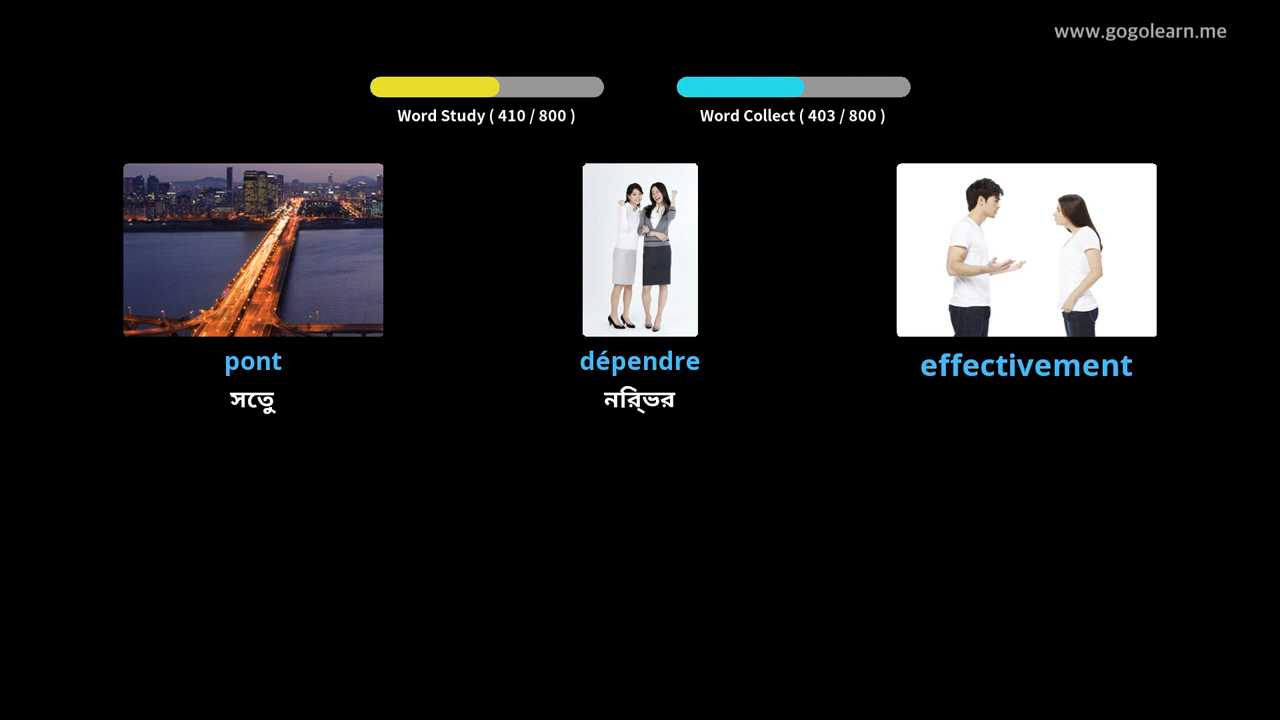 www.gogolearn.me
Word Study ( 410 / 800 )
Word Collect ( 403 / 800 )
pont
dépendre
effectivement
সেতু
নির্ভর